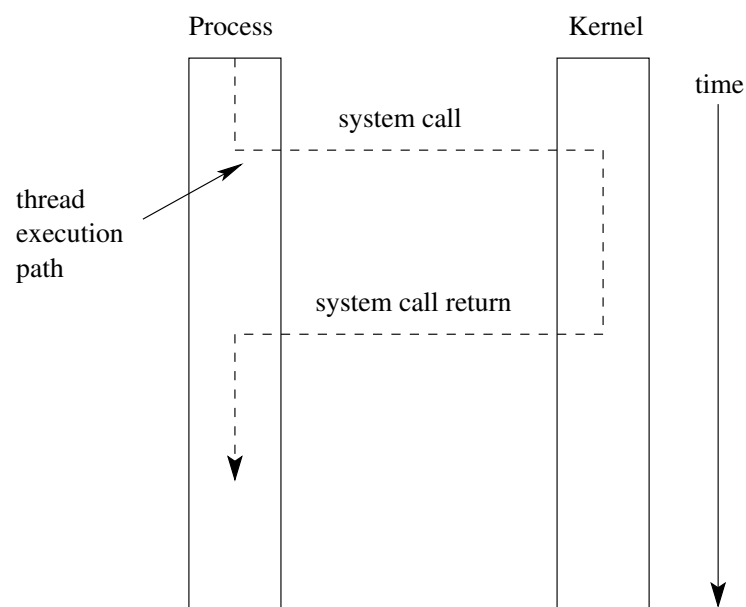 Process
Kernel
time
system call
thread
execution
path
system call return